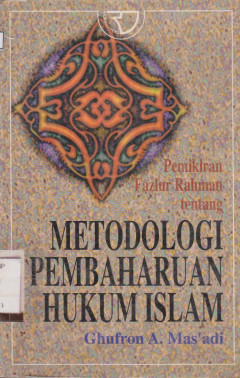 Pemikiran
Fazlur Rahman
tentang
METODOLOGI
PEMBAHARUAN
HUKUM ISLAM
Ghufron A. Mas'adi